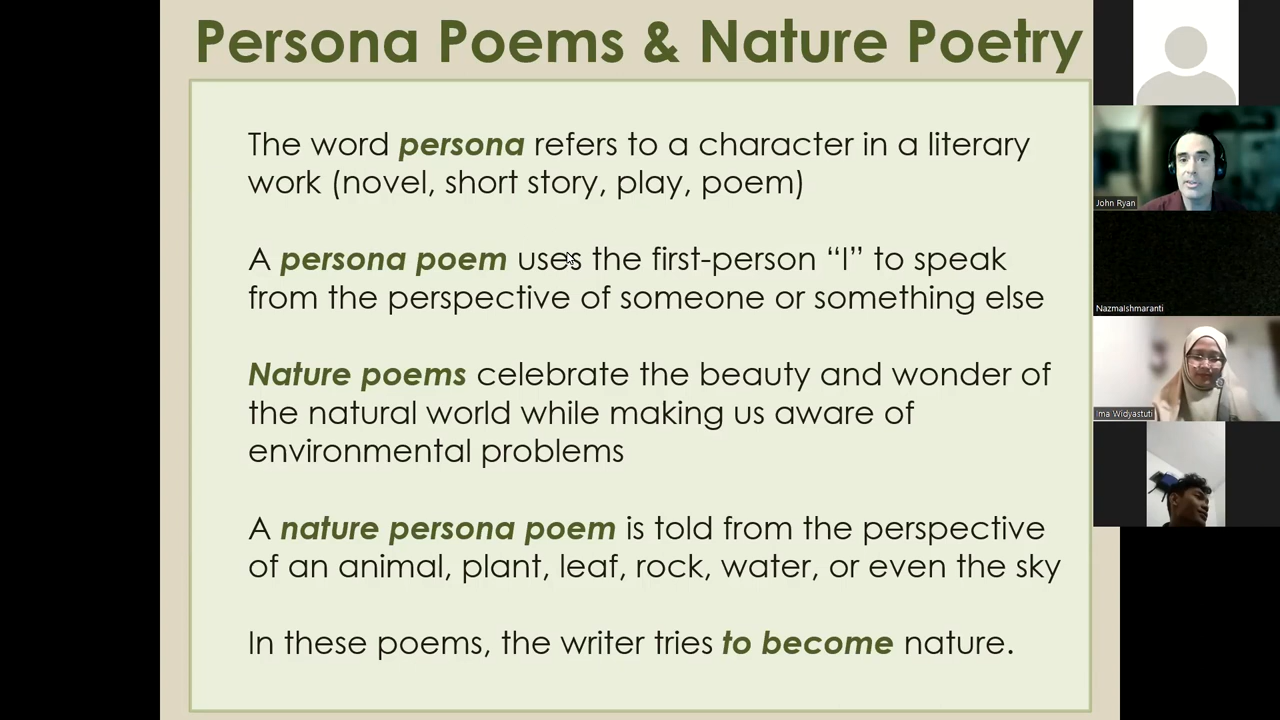 Persona Poems & Nature Poetry
The word persona refers to a character in a literary
work (novel, short story, play, poem)
A persona poem uses the first-person “I” to speak
from the perspective of someone or something else
Nature poems celebrate the beauty and wonder of
the natural world while making us aware of
environmental problems
A nature persona poem is told from the perspective
of an animal, plant, leaf, rock, water, or even the sky
In these poems, the writer tries to become nature.
John Ryan
NazmaIshmaranti
Ima Widyastuti